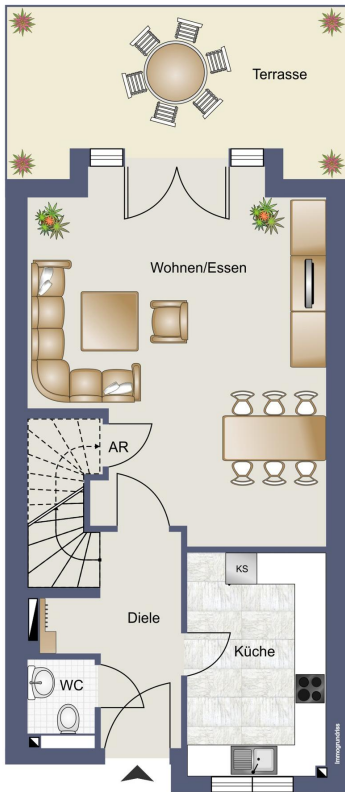 Terrasse
Wohnen/Essen
AR
KS
Diele
Küche
WC
Immogrundriss